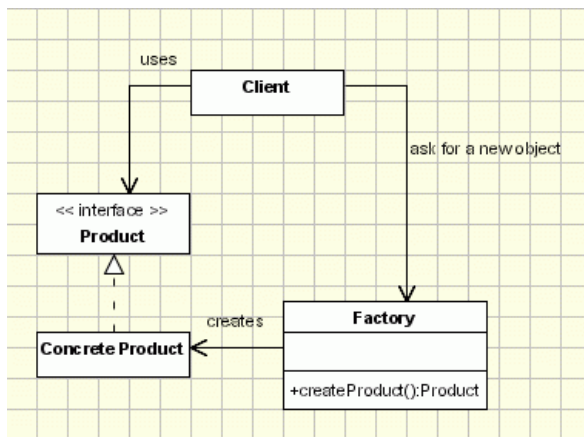 uses
Client
ask for a new object
<< interface >>
Product
creates
Factory
Concrete Product
+createProduct():Product